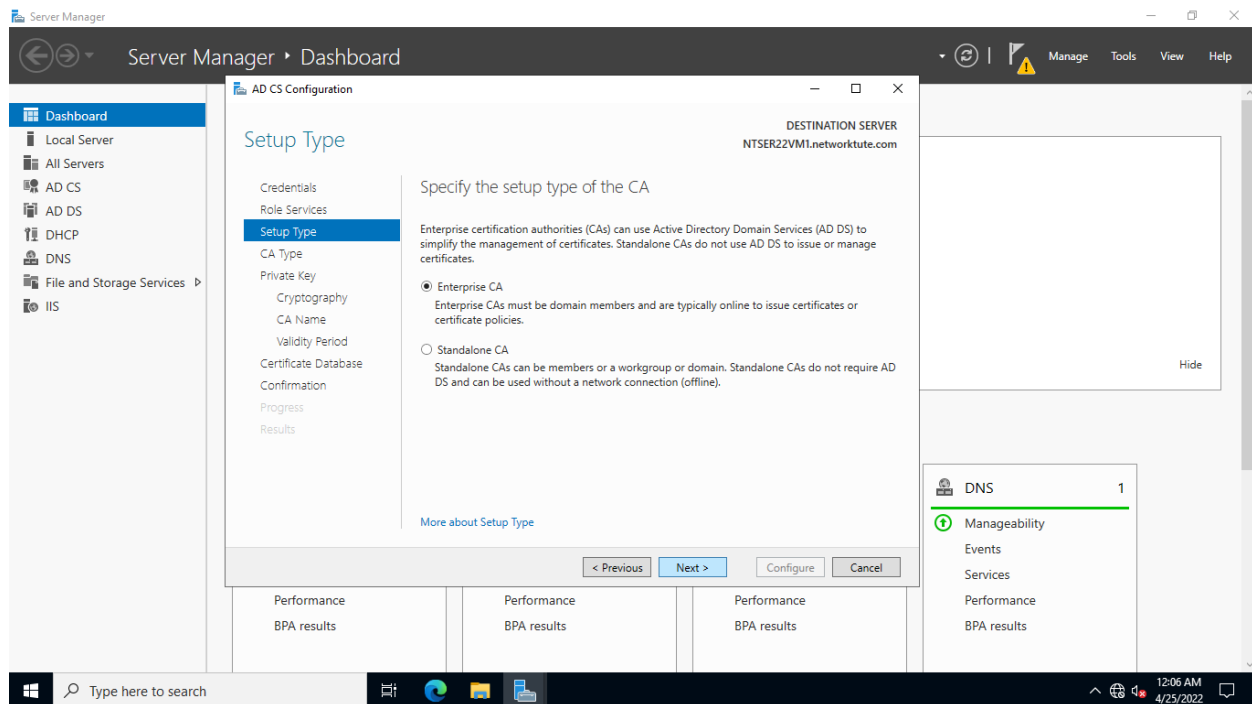 Server Manager
Server Manager ‣ Dashboard
Manage Tools View Help
Dashboard
Local Server
All Servers
AD CS
AD DS
DHCP
DNS
File and Storage Services
IIS
AD CS Configuration
Setup Type
DESTINATION SERVER
NTSER22VM1.networktute.com
Credentials
Role Services
Setup Type
CA Type
Private Key
Cryptography
CA Name
Validity Period
Certificate Database
Confirmation
Progress
Results
Specify the setup type of the CA
Enterprise certification authorities (CAs) can use Active Directory Domain Services (AD DS) to
simplify the management of certificates. Standalone CAs do not use AD DS to issue or manage
certificates.
Enterprise CA
Enterprise CAs must be domain members and are typically online to issue certificates or
certificate policies.
Standalone CA
Standalone CAs can be members or a workgroup or domain. Standalone CAs do not require AD
DS and can be used without a network connection (offline).
More about Setup Type
< Previous Next > Configure Cancel
Hide
DNS 1
Manageability
Events
Services
Performance
BPA results
Performance
BPA results
Performance
BPA results
Performance
BPA results
Type here to search
12:06 AM
4/25/2022